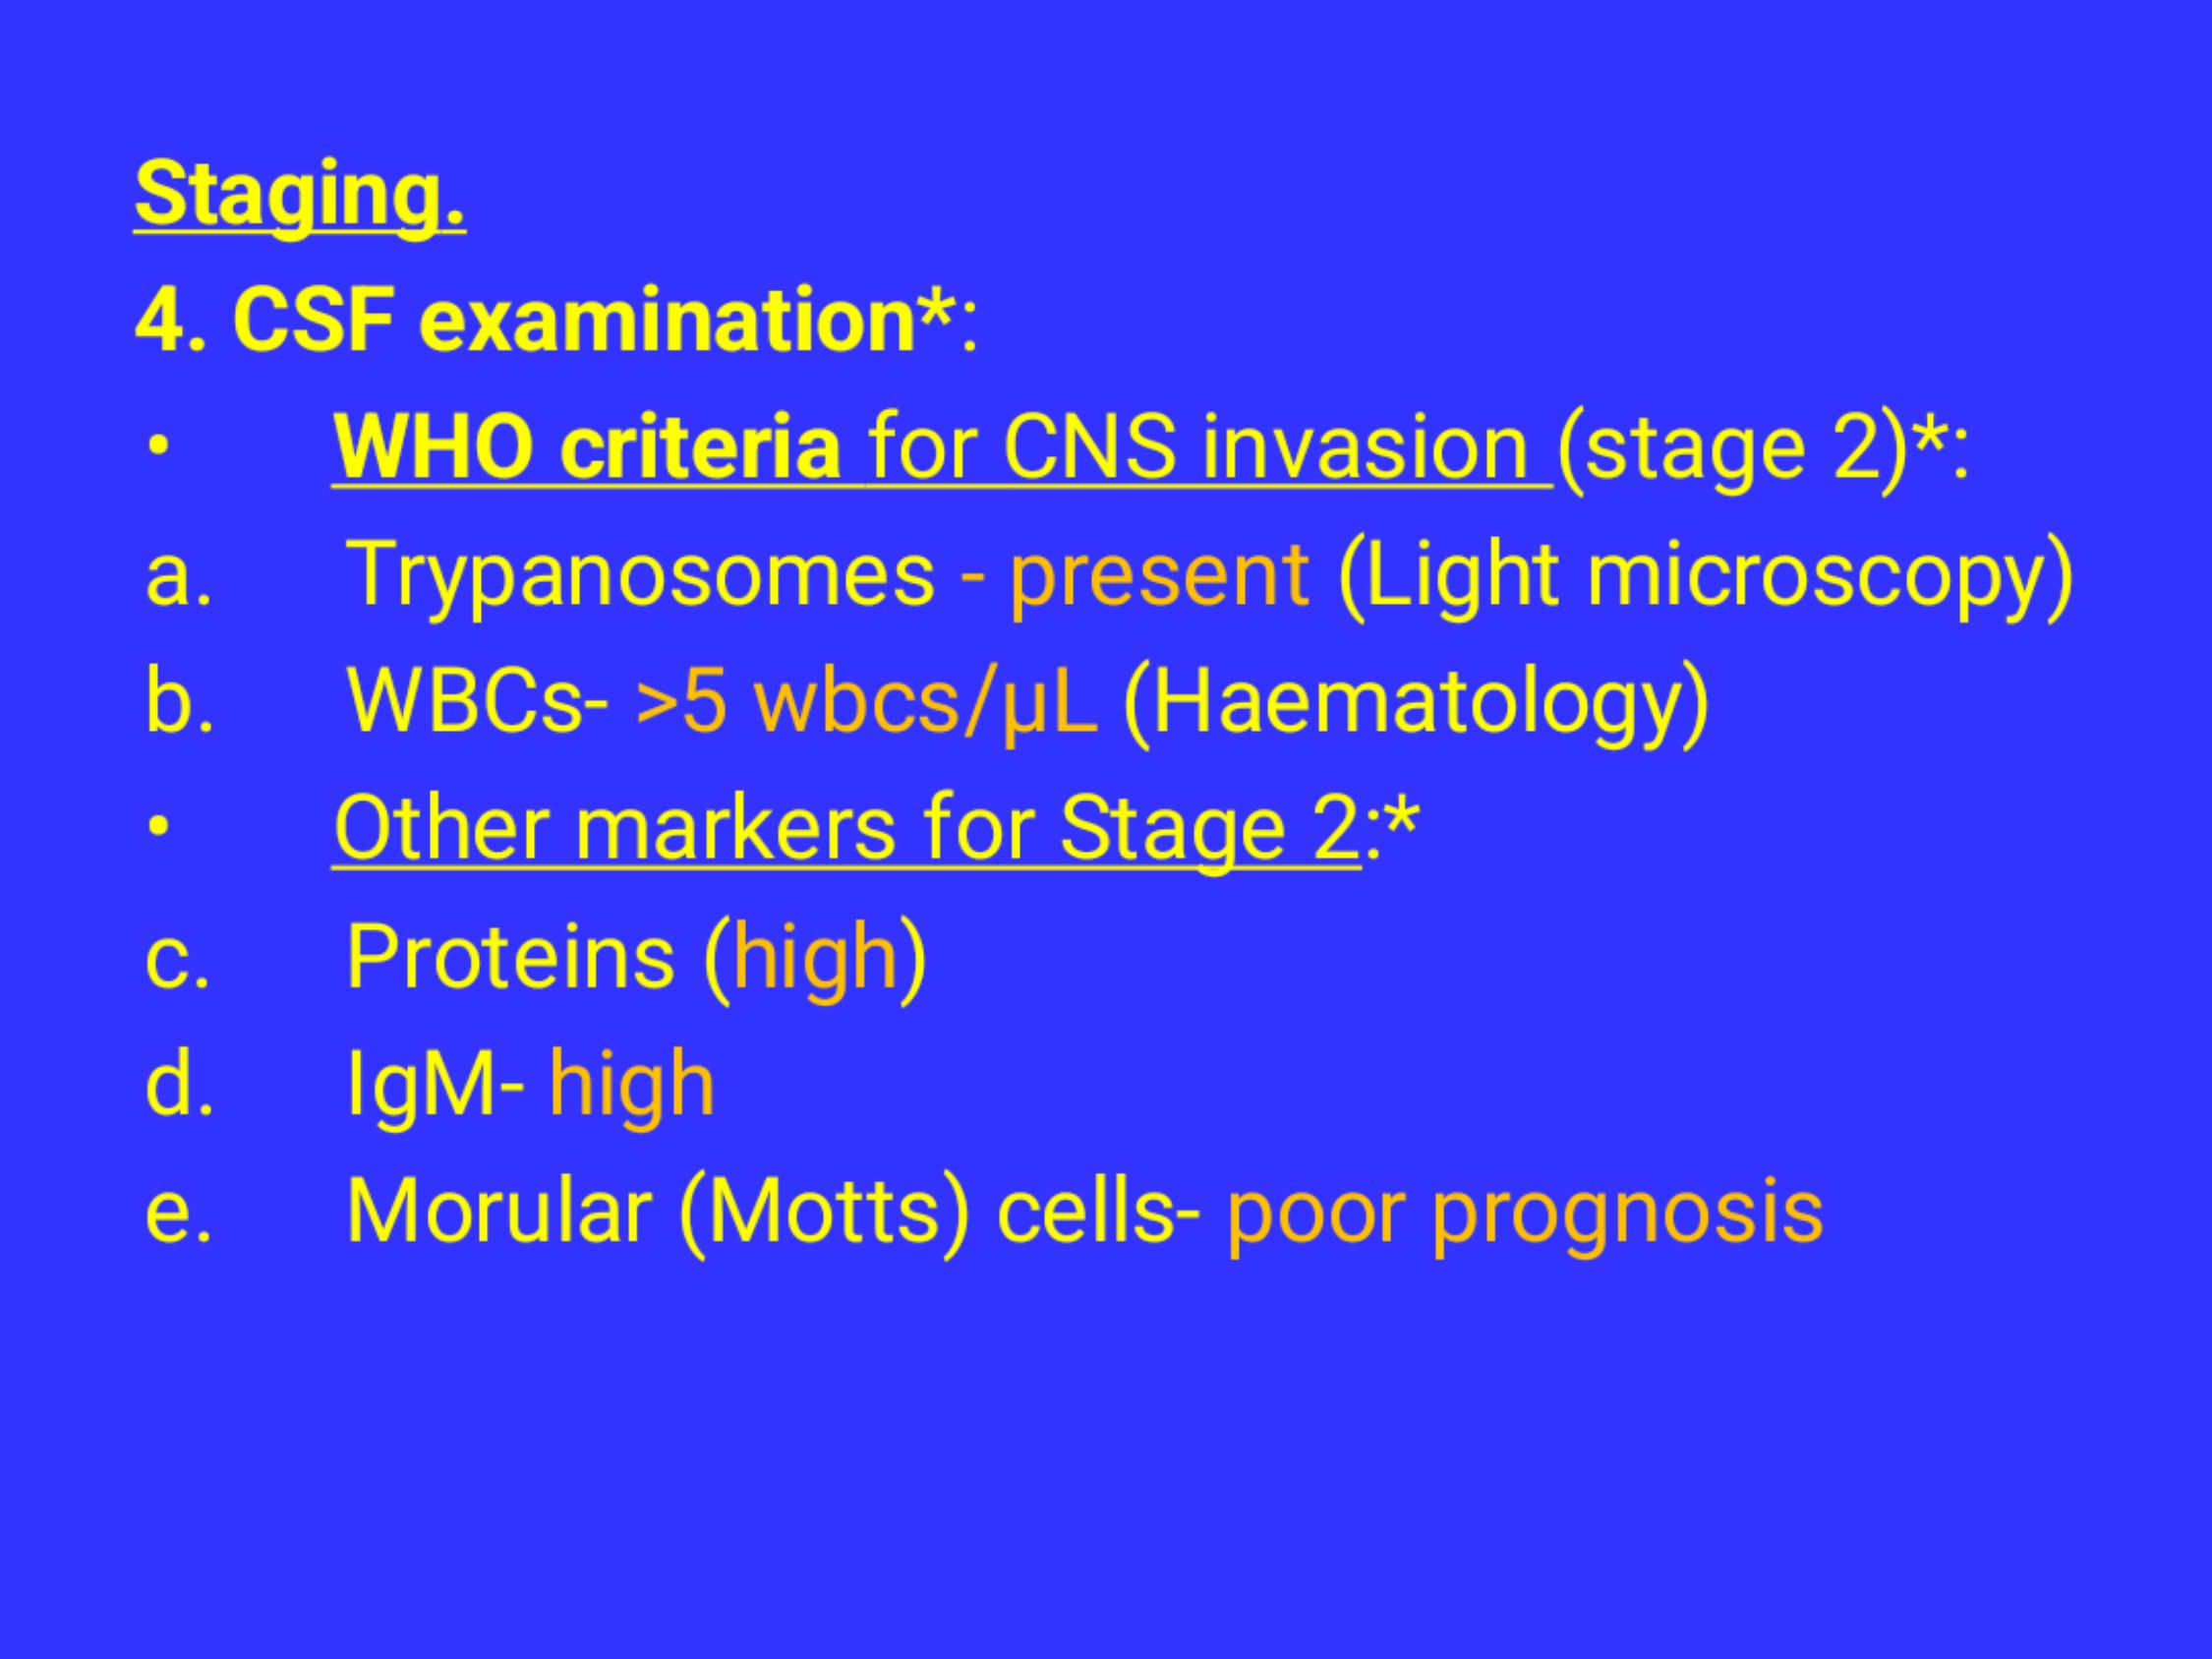 Staging.
4. CSF examination*:
• WHO criteria for CNS invasion (stage 2)*:
a. Trypanosomes - present (Light microscopy)
b. WBCs- >5 wbcs/µL (Haematology)
• Other markers for Stage 2:*
c. Proteins (high)
d. IgM- high
e. Morular (Motts) cells- poor prognosis